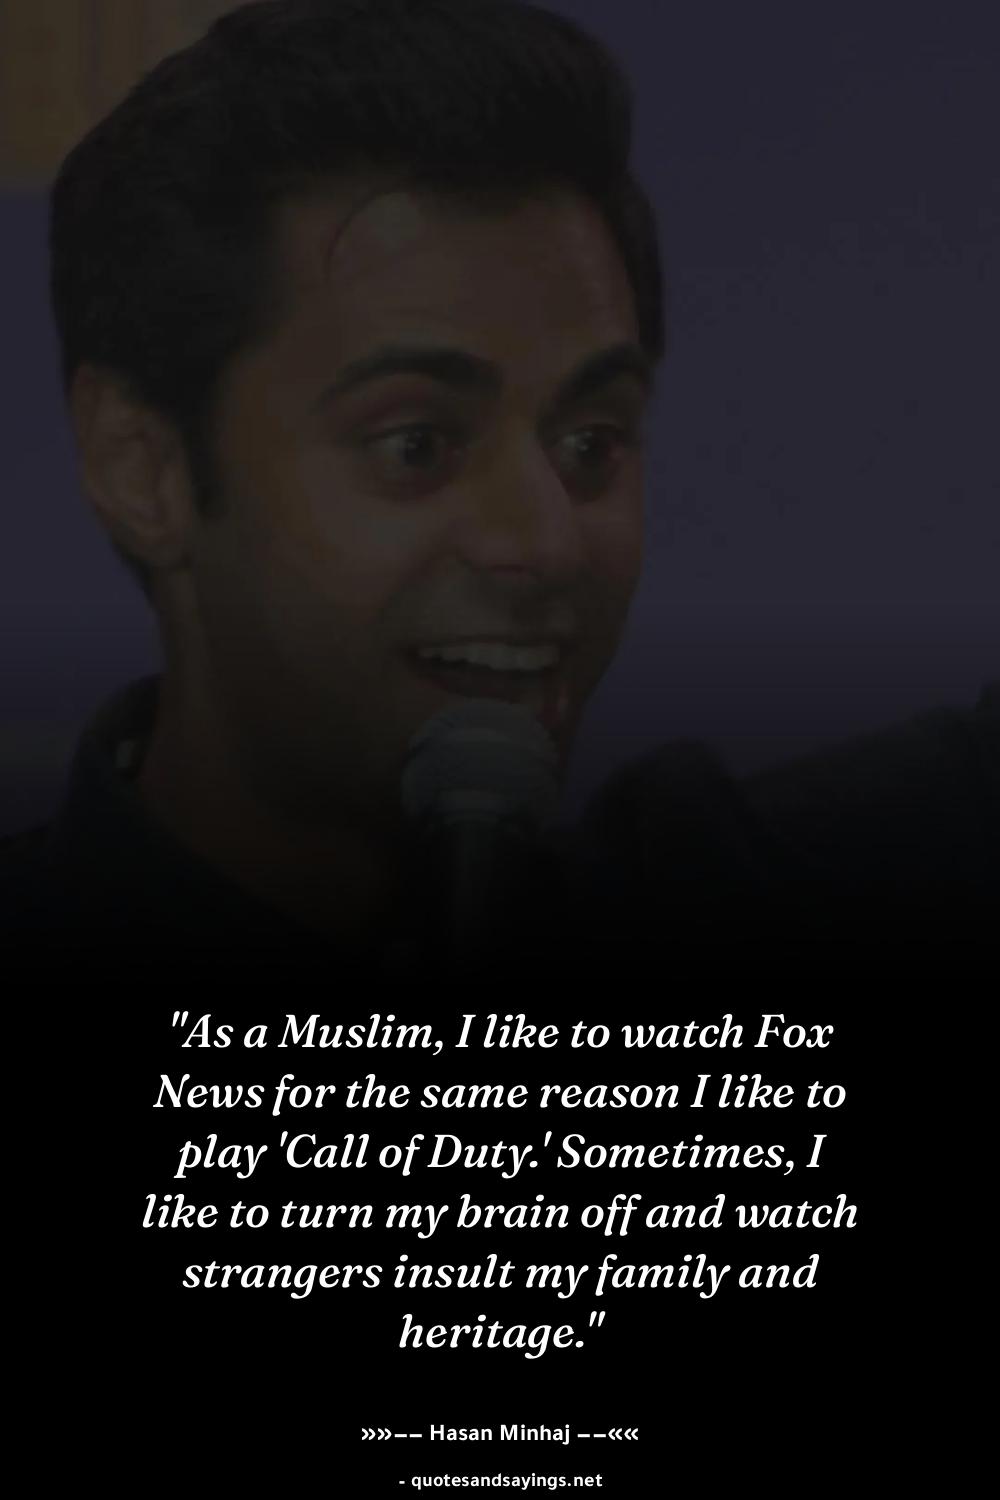 "As a Muslim, I like to watch Fox
News for the same reason I like to
play 'Call of Duty.' Sometimes, I
like to turn my brain off and watch
strangers insult my family and
heritage."
»»−− Hasan Minhaj −−««
- quotesandsayings.net